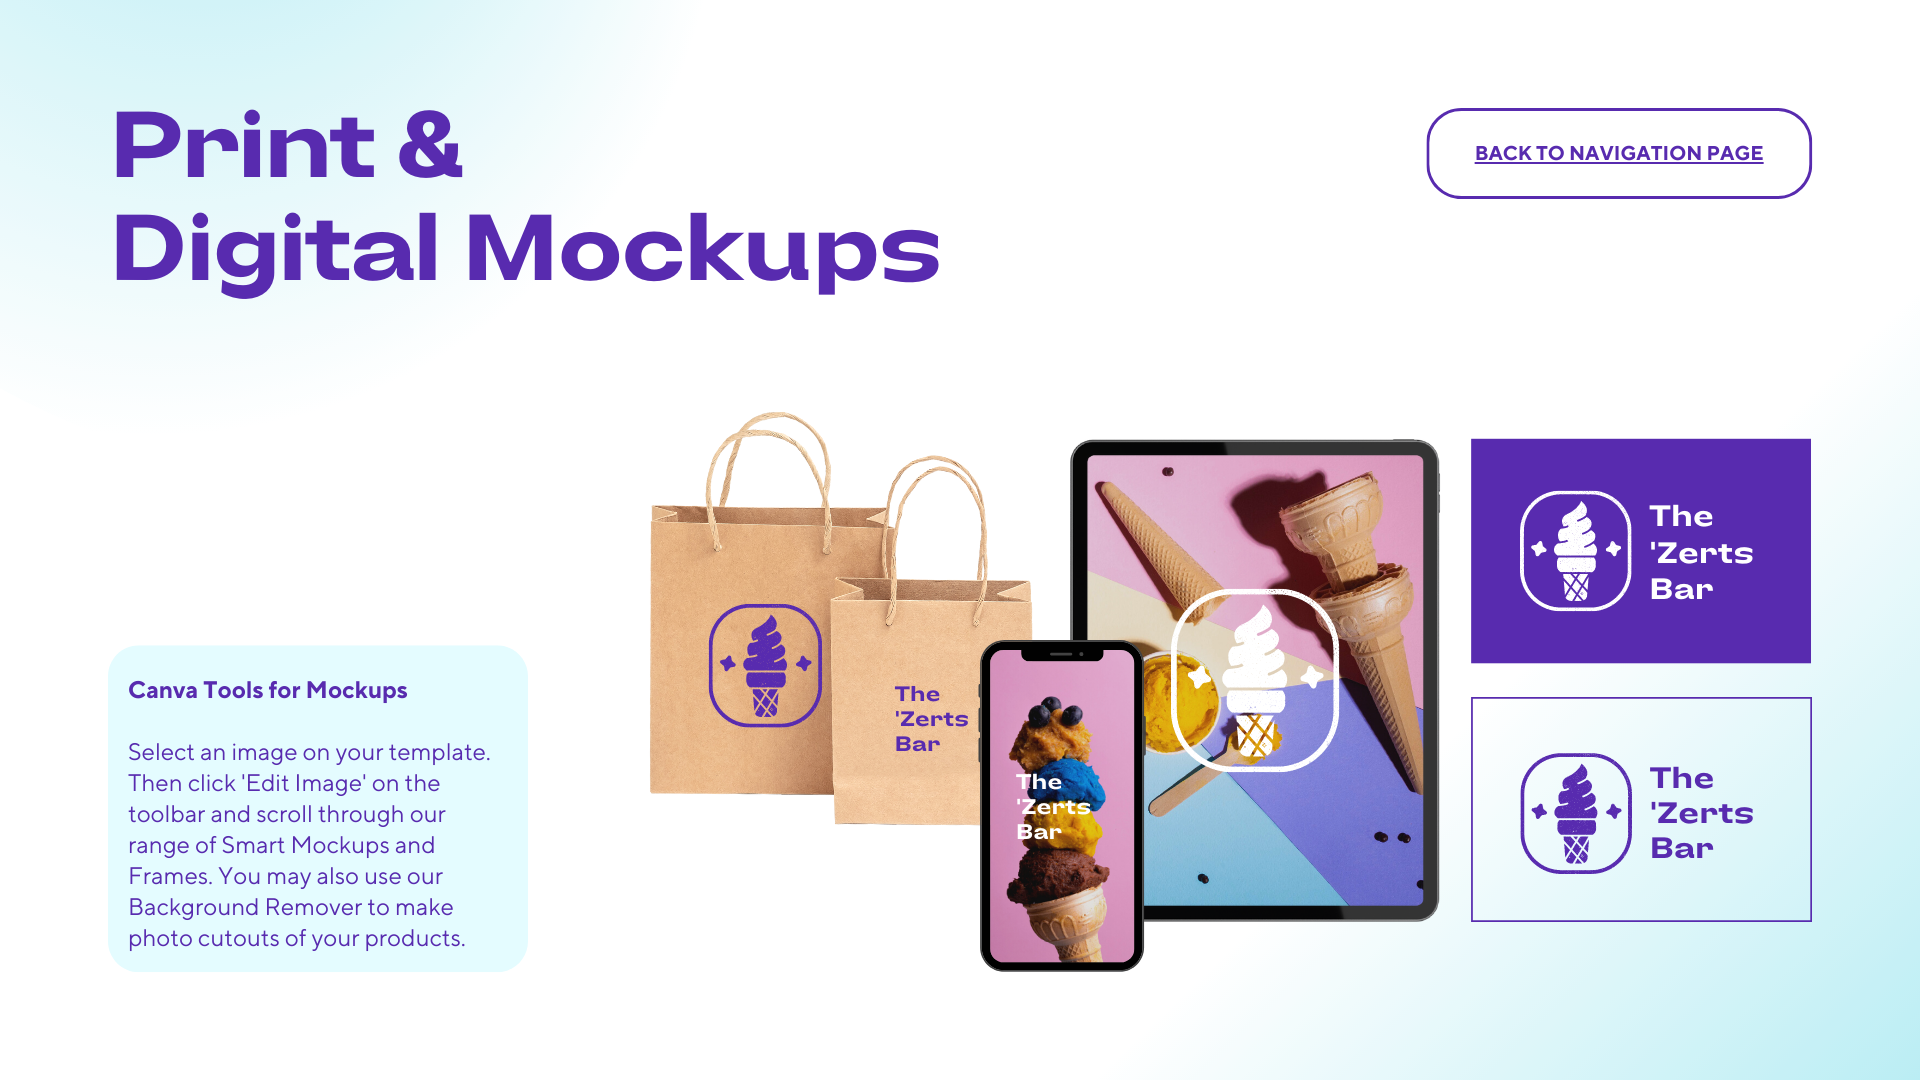 Print &
Digital Mockups
BACK TO NAVIGATION PAGE
Canva Tools for Mockups
Select an image on your template.
Then click 'Edit Image' on the
toolbar and scroll through our
range of Smart Mockups and
Frames. You may also use our
Background Remover to make
photo cutouts of your products.
The
'Zerts
Bar
The
'Zerts
Bar
The
'Zerts
Bar
The
'Zerts
Bar